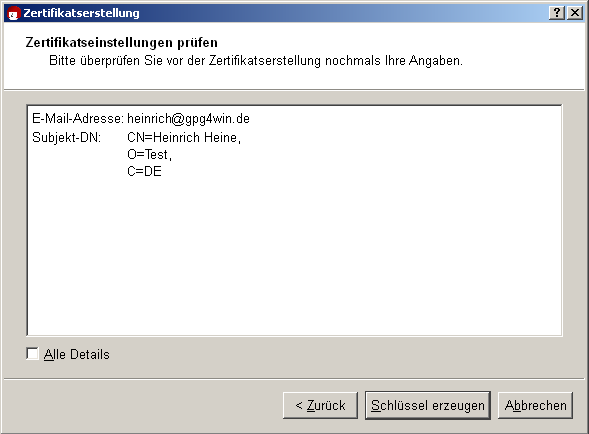 Zertifikatserstellung
Zertifikatseinstellungen prüfen
Bitte überprüfen Sie vor der Zertifikatserstellung nochmals Ihre Angaben.
E-Mail-Adresse: heinrich@gpg4win.de
Subjekt-DN: CN=Heinrich Heine,
O=Test,
C=DE
Alle Details
< Zurück Schlüssel erzeugen Abbrechen